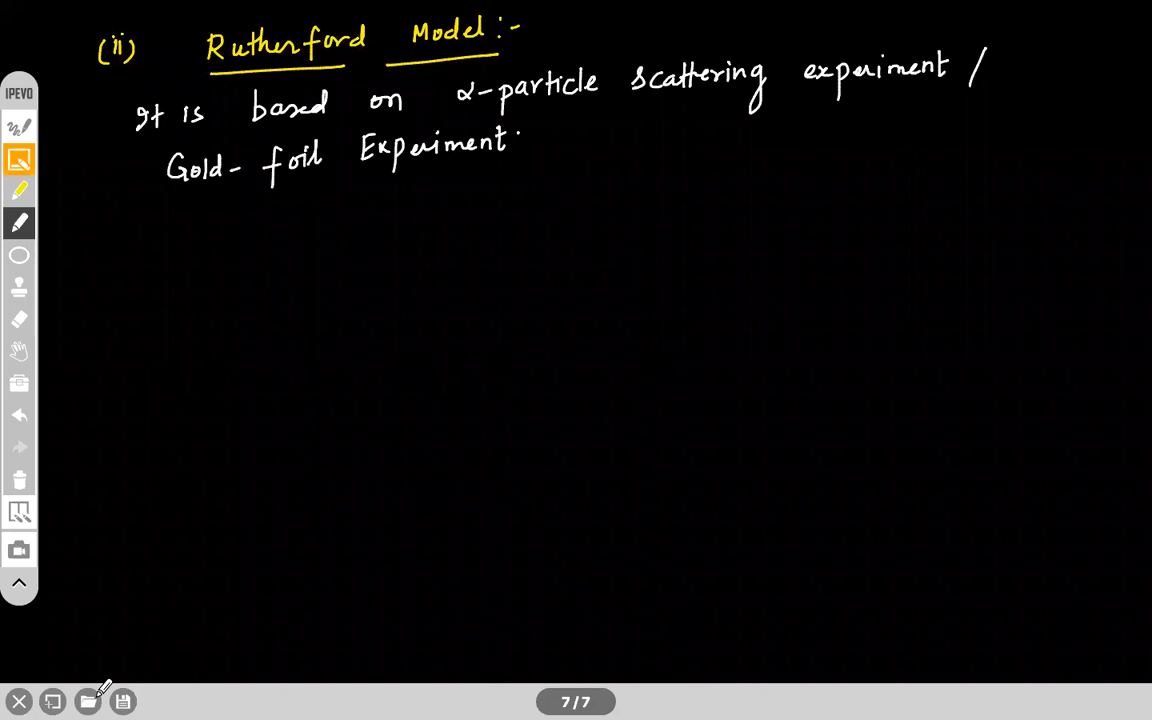 (ii) Rutherford Model:-
It is based on α-particle scattering experiment /
Gold-foil Experiment.
IPEVO
7/7